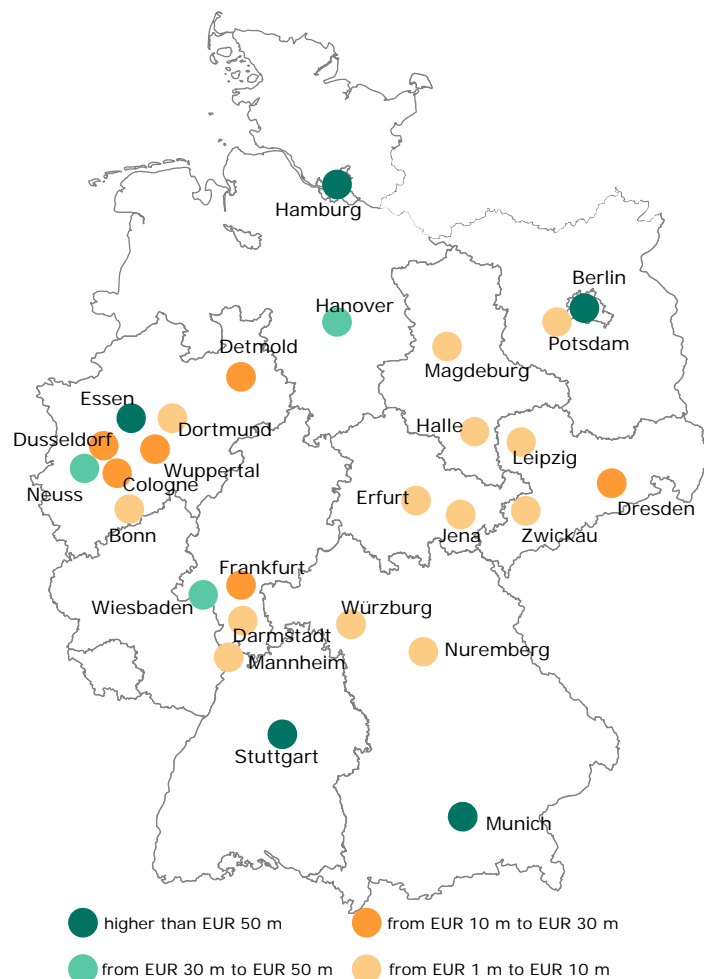 Hamburg
Berlin
Hanover
Potsdam
Detmold
Magdeburg
Essen
Halle
Dortmund
Dusseldorf
Leipzig
Wuppertal
Cologne
Neuss
Erfurt
Dresden
Bonn
Jena
Zwickau
Frankfurt
Wiesbaden
Würzburg
Darmstadt
Nuremberg
Mannheim
Stuttgart
Munich
higher than EUR 50 m
from EUR 10 m to EUR 30 m
from EUR 30 m to EUR 50 m
from EUR 1 m to EUR 10 m